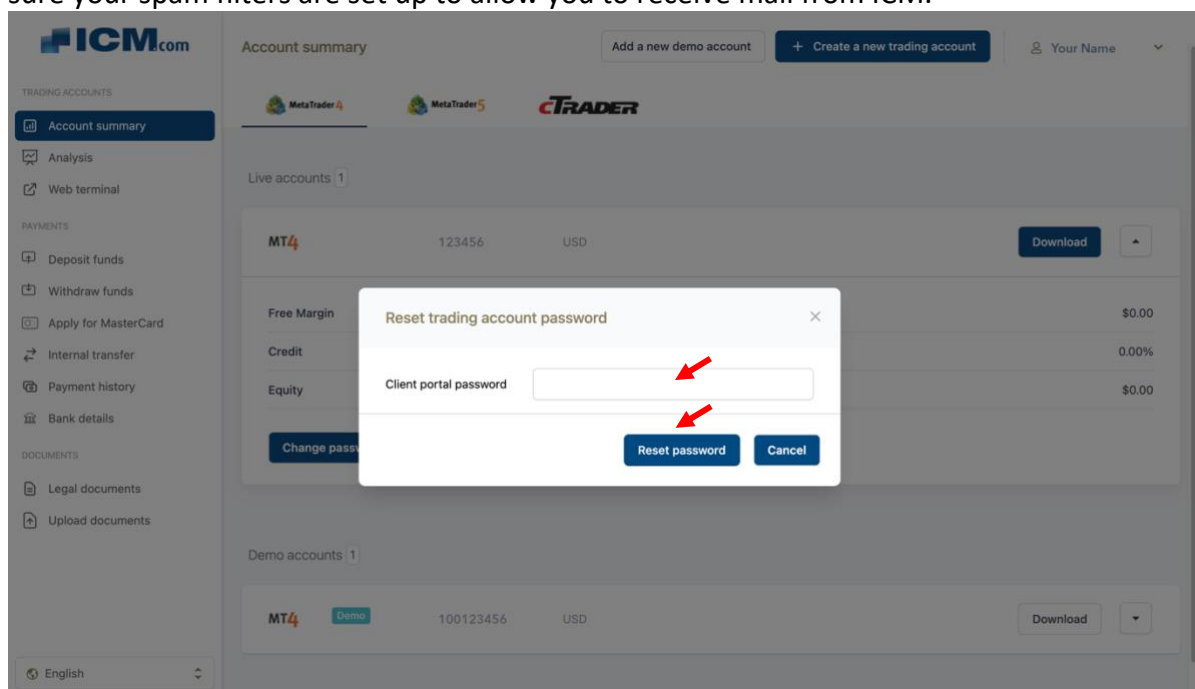 sure your spam filters are set up to allow you to receive mail from ICM.
ICM.com
Account summary
Add a new demo account
+ Create a new trading account
Your Name
TRADING ACCOUNTS
Account summary
Analysis
Web terminal
PAYMENTS
Deposit funds
Withdraw funds
Apply for MasterCard
Internal transfer
Payment history
Bank details
DOCUMENTS
Legal documents
Upload documents
English
MetaTrader 4
MetaTrader 5
cTRADER
Live accounts 1
MT4 123456 USD Download
Free Margin $0.00
Credit 0.00%
Equity $0.00
Change passw
Reset trading account password
Client portal password
Reset password Cancel
Demo accounts 1
MT4 Demo 100123456 USD Download